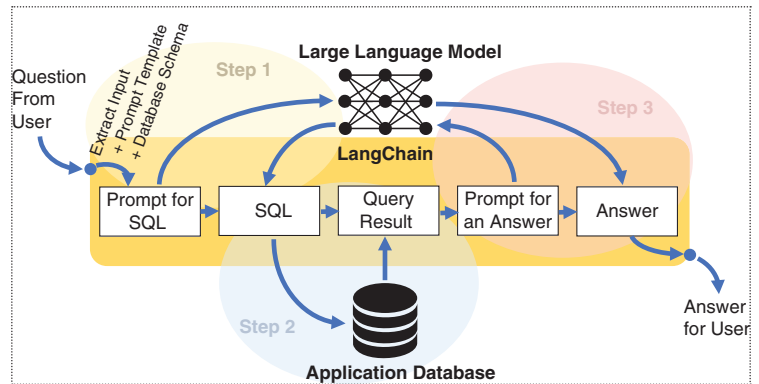 Large Language Model
Step 1
Question
From
User
Extract Input
+ Prompt Template
+ Database Schema
Step 3
LangChain
Prompt for
SQL
SQL
Query
Result
Prompt for
an Answer
Answer
Step 2
Answer
for User
Application Database